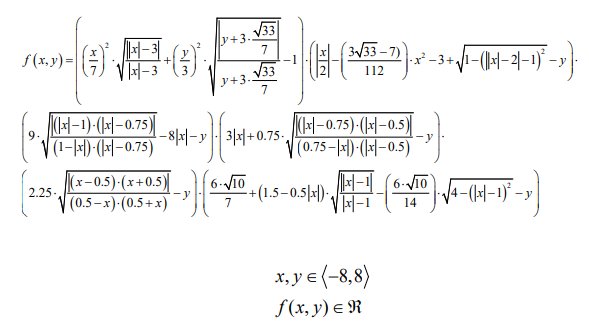 f(x,y)=((x/7)²·√(||x|−3|/(|x|−3))+(y/3)²·√(|y+3·√33/7|/(y+3·√33/7))−1)·(|x/2|−((3√33−7)/112)·x²−3+√(1−(||x|−2|−1)²)−y)·
(9·√(|(|x|−1)·(|x|−0.75)|/((1−|x|)·(|x|−0.75)))−8|x|−y)·(3|x|+0.75·√(|(|x|−0.75)·(|x|−0.5)|/((0.75−|x|)·(|x|−0.5)))−y)·
(2.25·√(|(x−0.5)·(x+0.5)|/((0.5−x)·(0.5+x)))−y)·(6·√10/7+(1.5−0.5|x|)·√(||x|−1|/(|x|−1))−(6·√10/14)·√(4−(|x|−1)²)−y)
x,y∈⟨−8,8⟩
f(x,y)∈ℜ